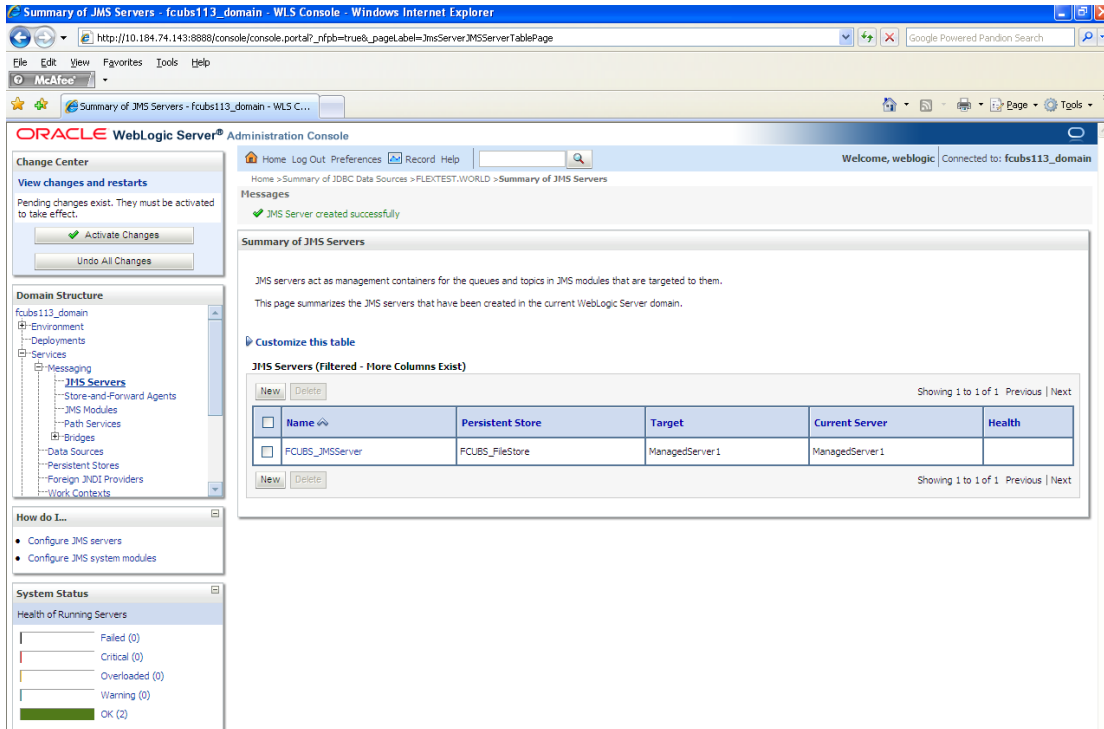 Summary of JMS Servers - fcubs113_domain - WLS Console - Windows Internet Explorer
http://10.184.74.143:8888/console/console.portal?_nfpb=true&_pageLabel=JmsServerJMSServerTablePage
Google Powered Pandion Search
File Edit View Favorites Tools Help
McAfee
Summary of JMS Servers - fcubs113_domain - WLS C...
Page Tools
ORACLE WebLogic Server® Administration Console
Change Center
View changes and restarts
Pending changes exist. They must be activated
to take effect.
Activate Changes
Undo All Changes
Domain Structure
fcubs113_domain
Environment
Deployments
Services
Messaging
JMS Servers
Store-and-Forward Agents
JMS Modules
Path Services
Bridges
Data Sources
Persistent Stores
Foreign JNDI Providers
Work Contexts
How do I...
Configure JMS servers
Configure JMS system modules
System Status
Health of Running Servers
Failed (0)
Critical (0)
Overloaded (0)
Warning (0)
OK (2)
Home Log Out Preferences Record Help
Welcome, weblogic Connected to: fcubs113_domain
Home >Summary of JDBC Data Sources >FLEXTEST.WORLD >Summary of JMS Servers
Messages
JMS Server created successfully
Summary of JMS Servers
JMS servers act as management containers for the queues and topics in JMS modules that are targeted to them.
This page summarizes the JMS servers that have been created in the current WebLogic Server domain.
Customize this table
JMS Servers (Filtered - More Columns Exist)
New Delete Showing 1 to 1 of 1 Previous | Next
Name Persistent Store Target Current Server Health
FCUBS_JMSServer FCUBS_FileStore ManagedServer1 ManagedServer1
New Delete Showing 1 to 1 of 1 Previous | Next